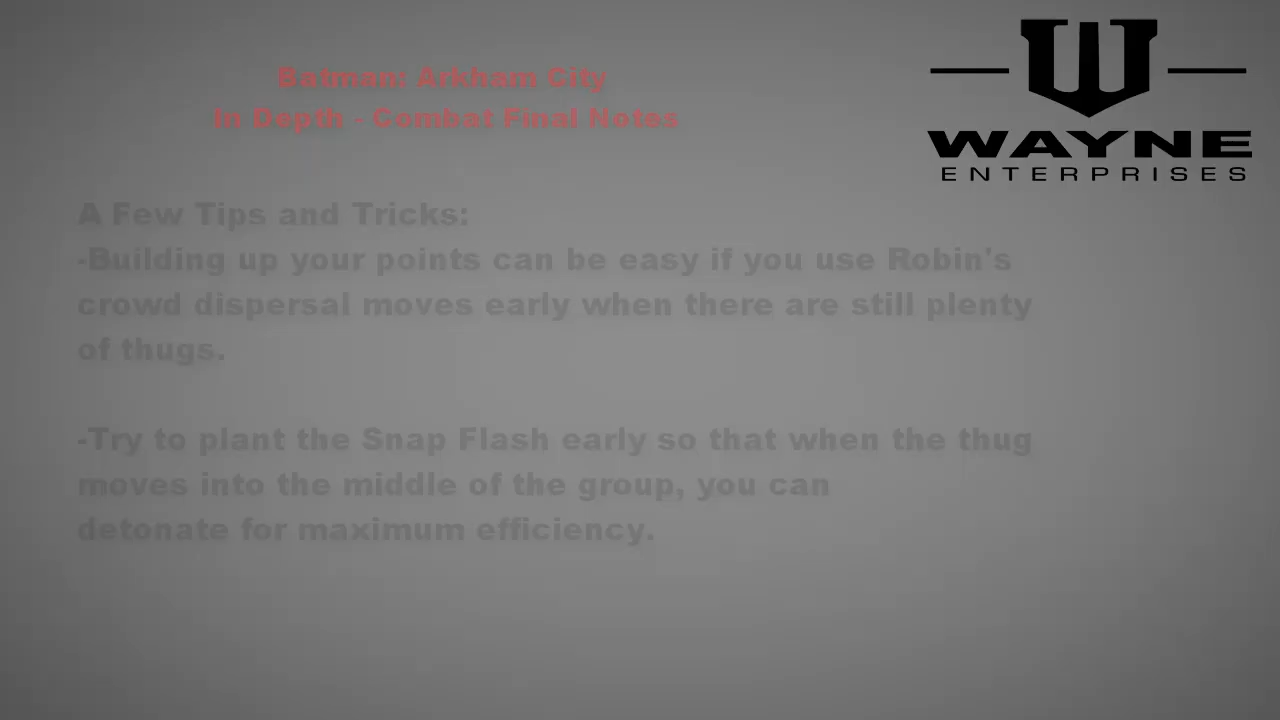 WAYNE
ENTERPRISES
Batman: Arkham City
In Depth - Combat Final Notes
A Few Tips and Tricks:
-Building up your points can be easy if you use Robin's
crowd dispersal moves early when there are still plenty
of thugs.
-Try to plant the Snap Flash early so that when the thug
moves into the middle of the group, you can
detonate for maximum efficiency.